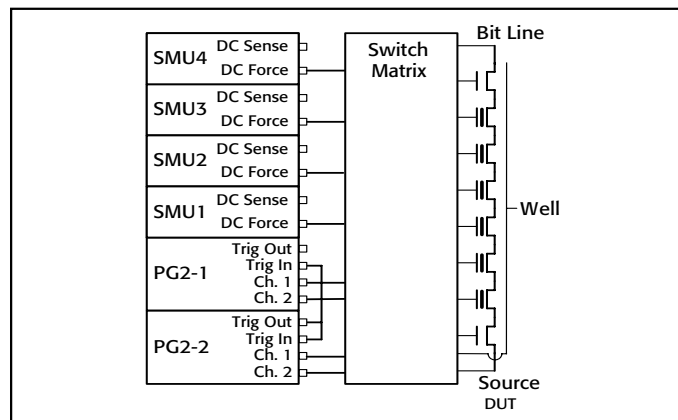 SMU4
DC Sense
DC Force
SMU3
DC Sense
DC Force
SMU2
DC Sense
DC Force
SMU1
DC Sense
DC Force
PG2-1
Trig Out
Trig In
Ch. 1
Ch. 2
PG2-2
Trig Out
Trig In
Ch. 1
Ch. 2
Switch
Matrix
Bit Line
Well
Source
DUT